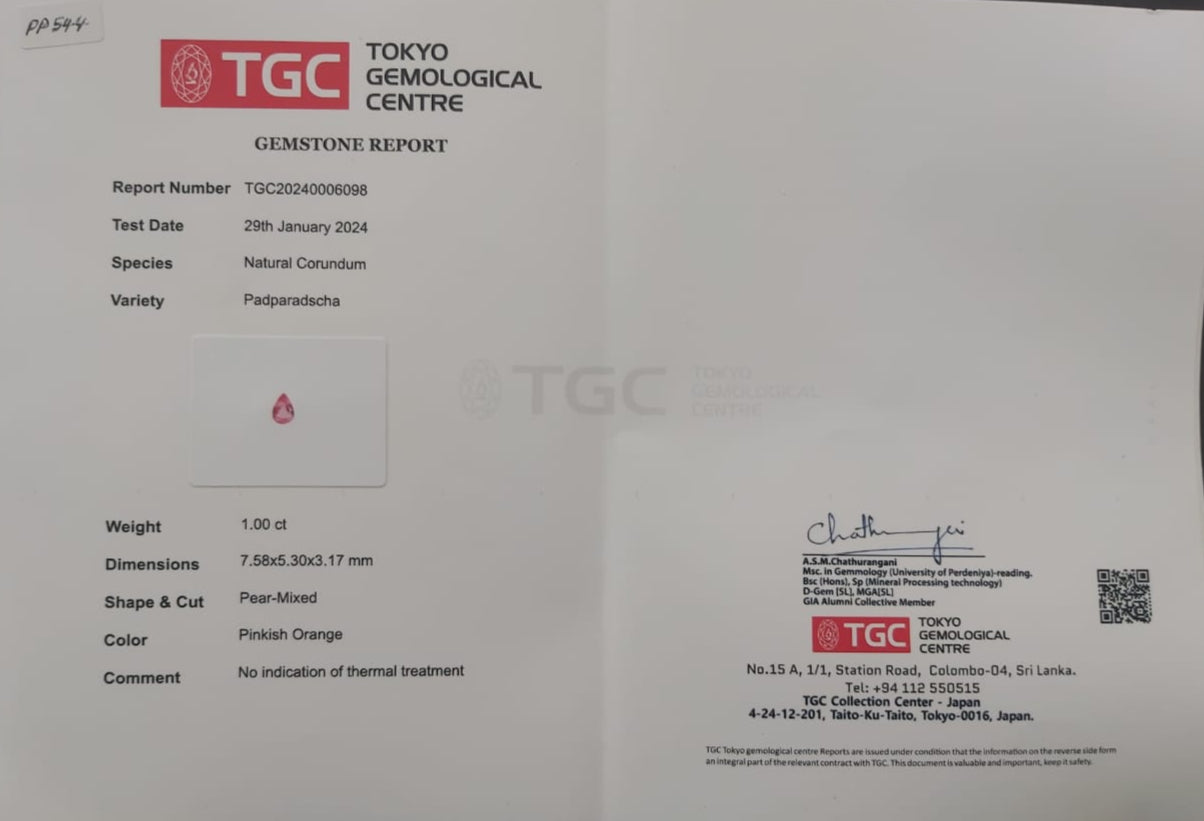 PP544
TGC
TOKYO
GEMOLOGICAL
CENTRE
GEMSTONE REPORT
Report Number TGC20240006098
Test Date 29th January 2024
Species Natural Corundum
Variety Padparadscha
TGC TOKYO
GEMOLOGICAL
CENTRE
Weight 1.00 ct
Dimensions 7.58x5.30x3.17 mm
Shape & Cut Pear-Mixed
Color Pinkish Orange
Comment No indication of thermal treatment
A.S.M.Chathurangani
Msc. in Gemmology (University of Perdeniya)-reading.
Bsc (Hons), Sp (Mineral Processing technology)
D-Gem (SL), MGA(SL)
GIA Alumni Collective Member
TGC
TOKYO
GEMOLOGICAL
CENTRE
No.15 A, 1/1, Station Road, Colombo-04, Sri Lanka.
Tel: +94 112 550515
TGC Collection Center - Japan
4-24-12-201, Taito-Ku-Taito, Tokyo-0016, Japan.
TGC Tokyo gemological centre Reports are issued under condition that the information on the reverse side form
an integral part of the relevant contract with TGC. This document is valuable and important, keep it safety.